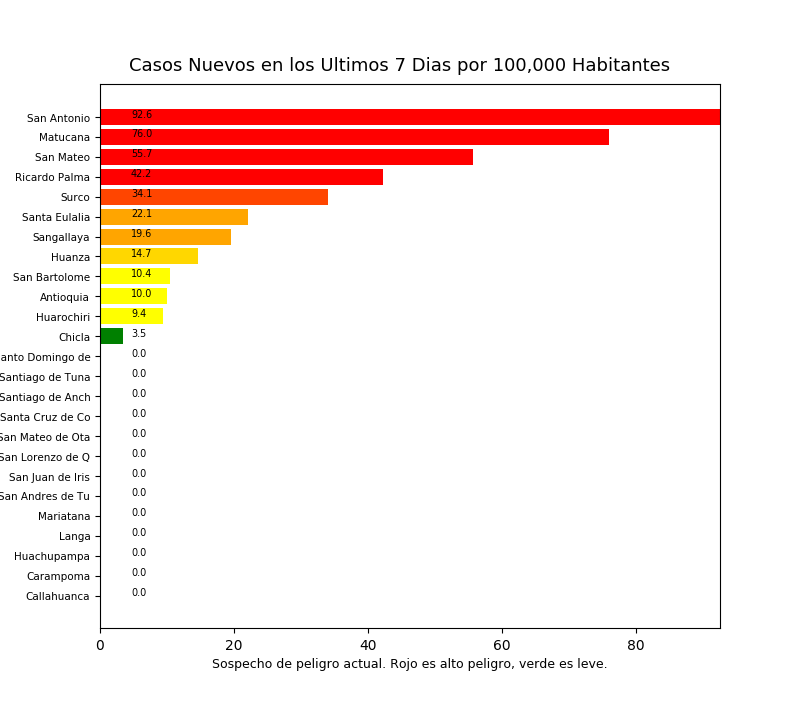 Casos Nuevos en los Ultimos 7 Dias por 100,000 Habitantes
San Antonio 92.6
Matucana 76.0
San Mateo 55.7
Ricardo Palma 42.2
Surco 34.1
Santa Eulalia 22.1
Sangallaya 19.6
Huanza 14.7
San Bartolome 10.4
Antioquia 10.0
Huarochiri 9.4
Chicla 3.5
anto Domingo de 0.0
Santiago de Tuna 0.0
Santiago de Anch 0.0
Santa Cruz de Co 0.0
San Mateo de Ota 0.0
San Lorenzo de Q 0.0
San Juan de Iris 0.0
San Andres de Tu 0.0
Mariatana 0.0
Langa 0.0
Huachupampa 0.0
Carampoma 0.0
Callahuanca 0.0
0 20 40 60 80
Sospecho de peligro actual. Rojo es alto peligro, verde es leve.